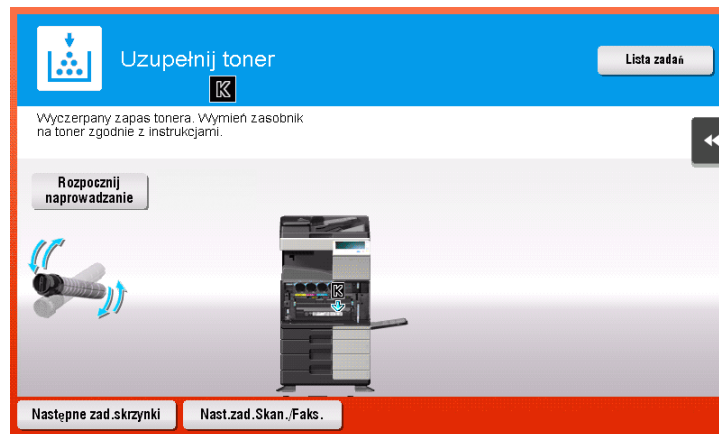 Uzupełnij toner
K
Lista zadań
Wyczerpany zapas tonera. Wymień zasobnik
na toner zgodnie z instrukcjami.
Rozpocznij
naprowadzanie
K
Następne zad.skrzynki
Nast.zad.Skan./Faks.